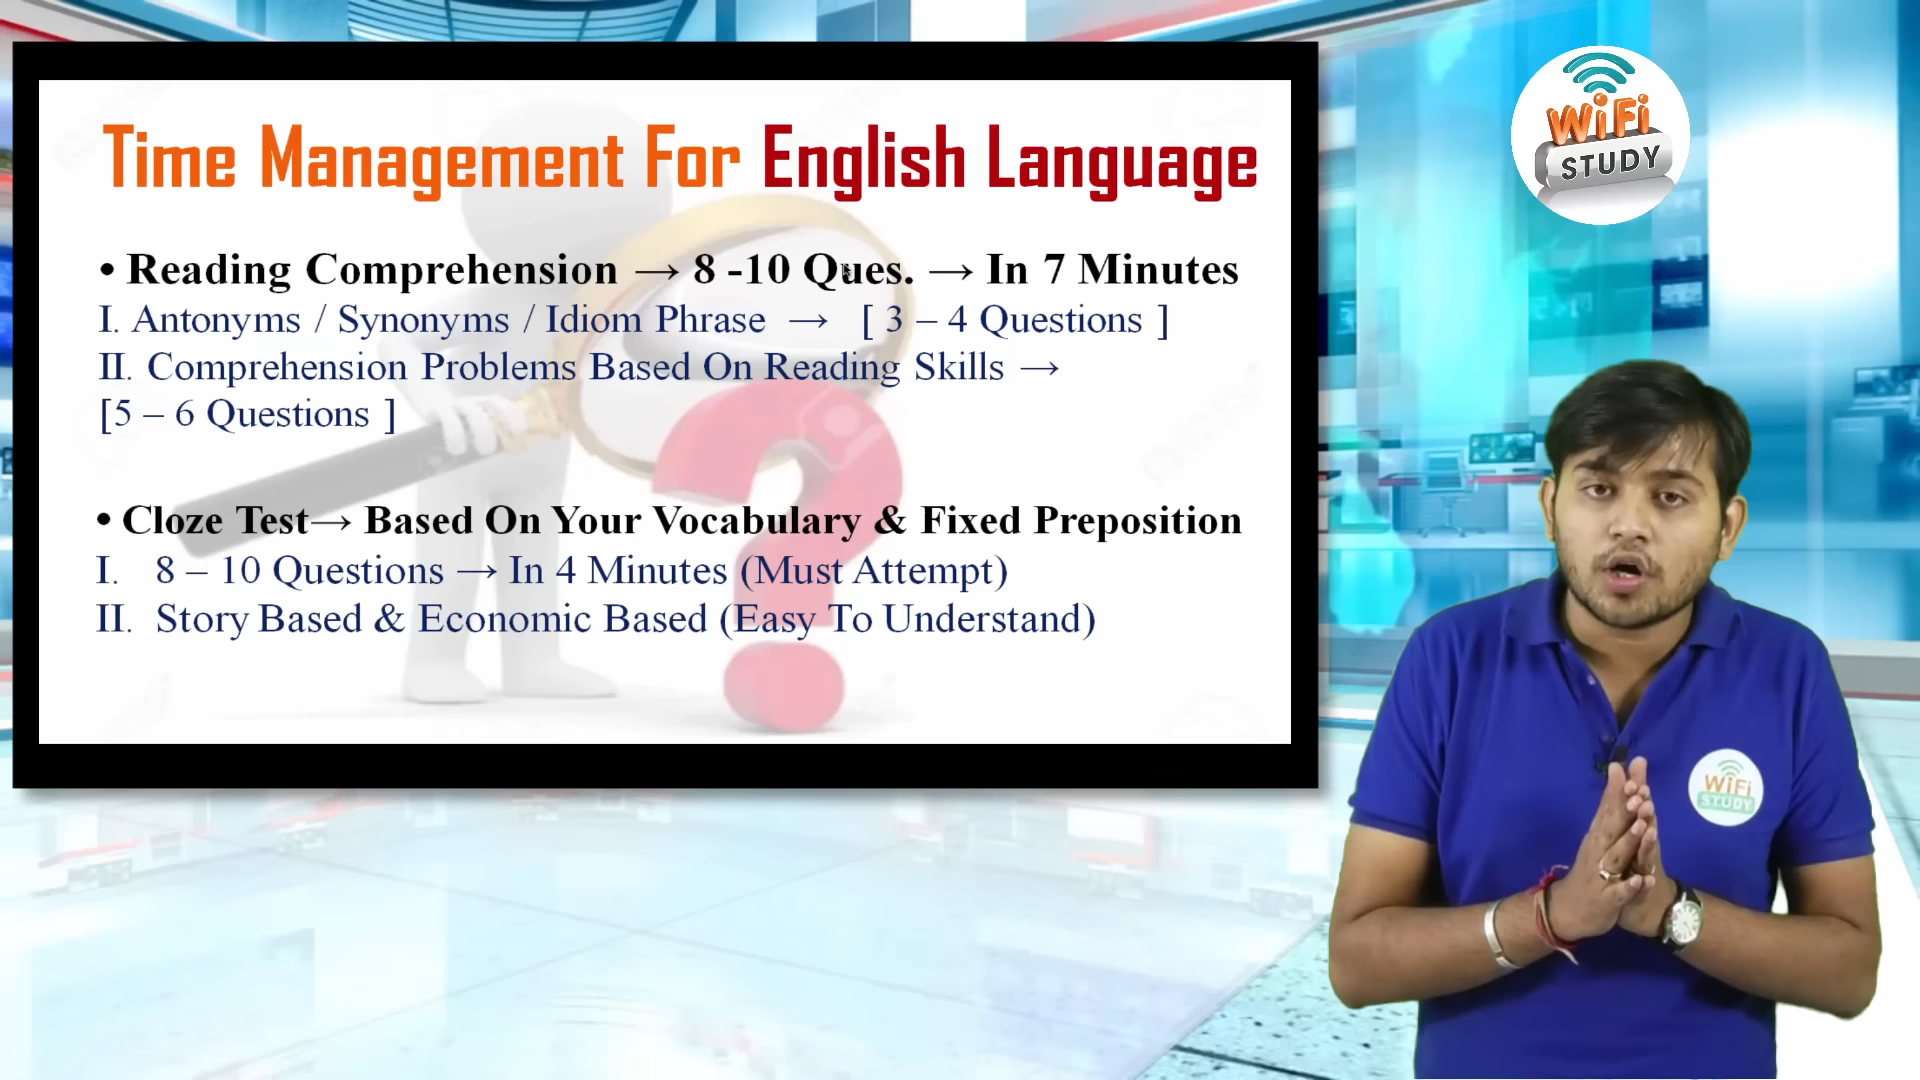 Time Management For English Language
• Reading Comprehension → 8 -10 Ques. → In 7 Minutes
I. Antonyms / Synonyms / Idiom Phrase → [ 3 – 4 Questions ]
II. Comprehension Problems Based On Reading Skills →
[5 – 6 Questions ]
• Cloze Test→ Based On Your Vocabulary & Fixed Preposition
I. 8 – 10 Questions → In 4 Minutes (Must Attempt)
II. Story Based & Economic Based (Easy To Understand)
WiFi
STUDY
WiFi
STUDY